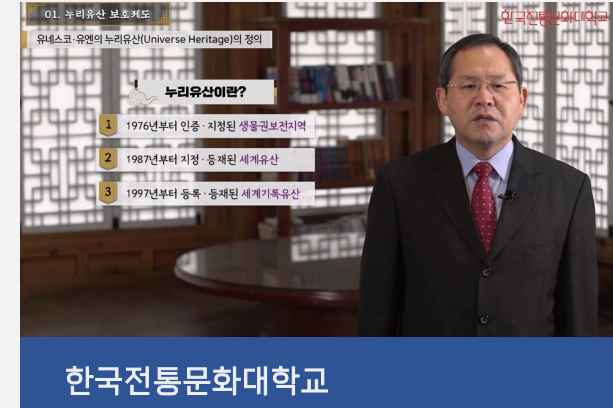 01. 누리유산 보호제도
한국전통문화대학교
유네스코·유엔의 누리유산(Universe Heritage)의 정의
누리유산이란?
1 1976년부터 인증·지정된 생물권보전지역
2 1987년부터 지정·등재된 세계유산
3 1997년부터 등록·등재된 세계기록유산
한국전통문화대학교